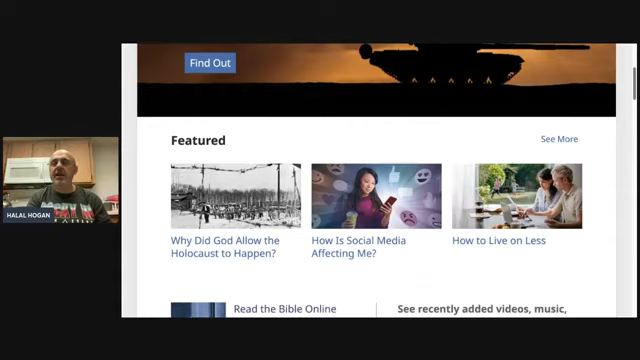 Find Out
Featured
See More
Why Did God Allow the
Holocaust to Happen?
How Is Social Media
Affecting Me?
How to Live on Less
HALAL HOGAN
Read the Bible Online
See recently added videos, music,